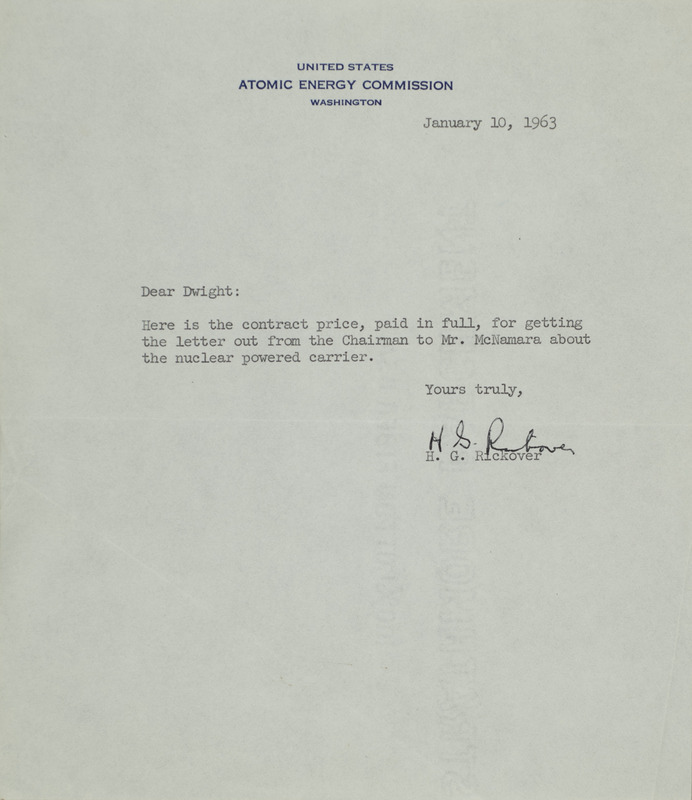 UNITED STATES
ATOMIC ENERGY COMMISSION
WASHINGTON
January 10, 1963
Dear Dwight:
Here is the contract price, paid in full, for getting
the letter out from the Chairman to Mr. McNamara about
the nuclear powered carrier.
Yours truly,
H G. Rickover
H. G. Rickover